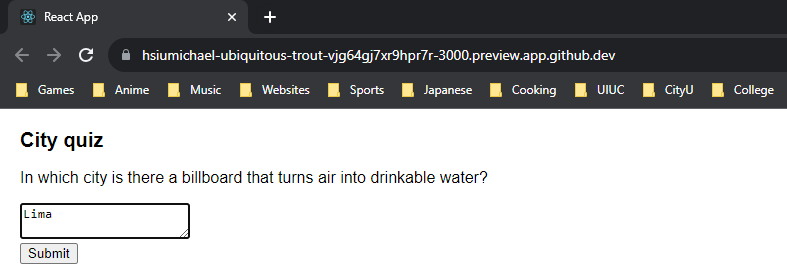 React App
hsiumichael-ubiquitous-trout-vjg64gj7xr9hpr7r-3000.preview.app.github.dev
Games Anime Music Websites Sports Japanese Cooking UIUC CityU College
City quiz
In which city is there a billboard that turns air into drinkable water?
Lima
Submit